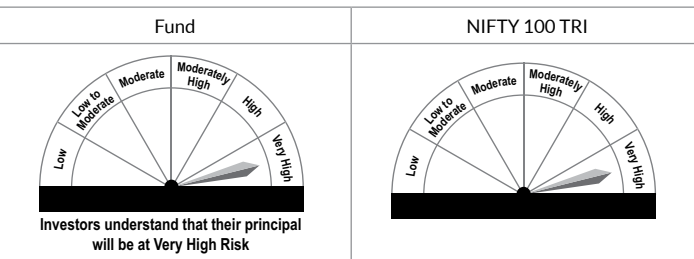 Fund
NIFTY 100 TRI
Low
Low to
Moderate
Moderate
Moderately
High
High
Very High
Investors understand that their principal
will be at Very High Risk
Low
Low to
Moderate
Moderate
Moderately
High
High
Very High